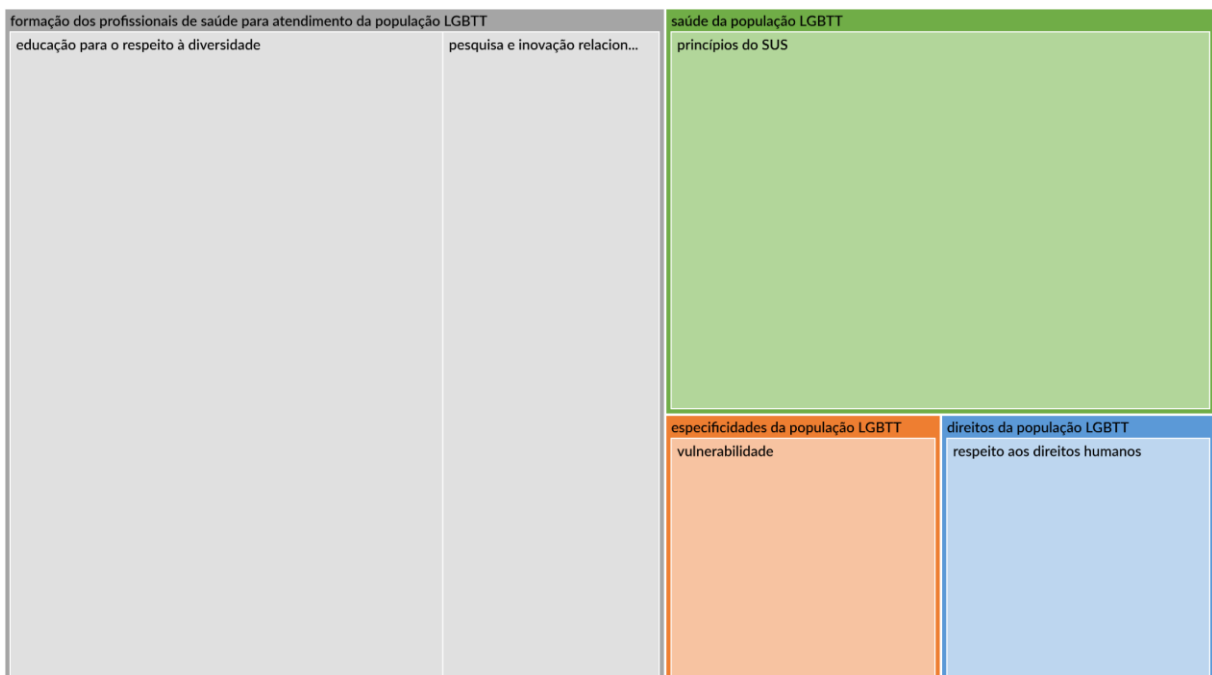 formação dos profissionais de saúde para atendimento da população LGBTT
educação para o respeito à diversidade
pesquisa e inovação relacion...
saúde da população LGBTT
princípios do SUS
especificidades da população LGBTT
vulnerabilidade
direitos da população LGBTT
respeito aos direitos humanos